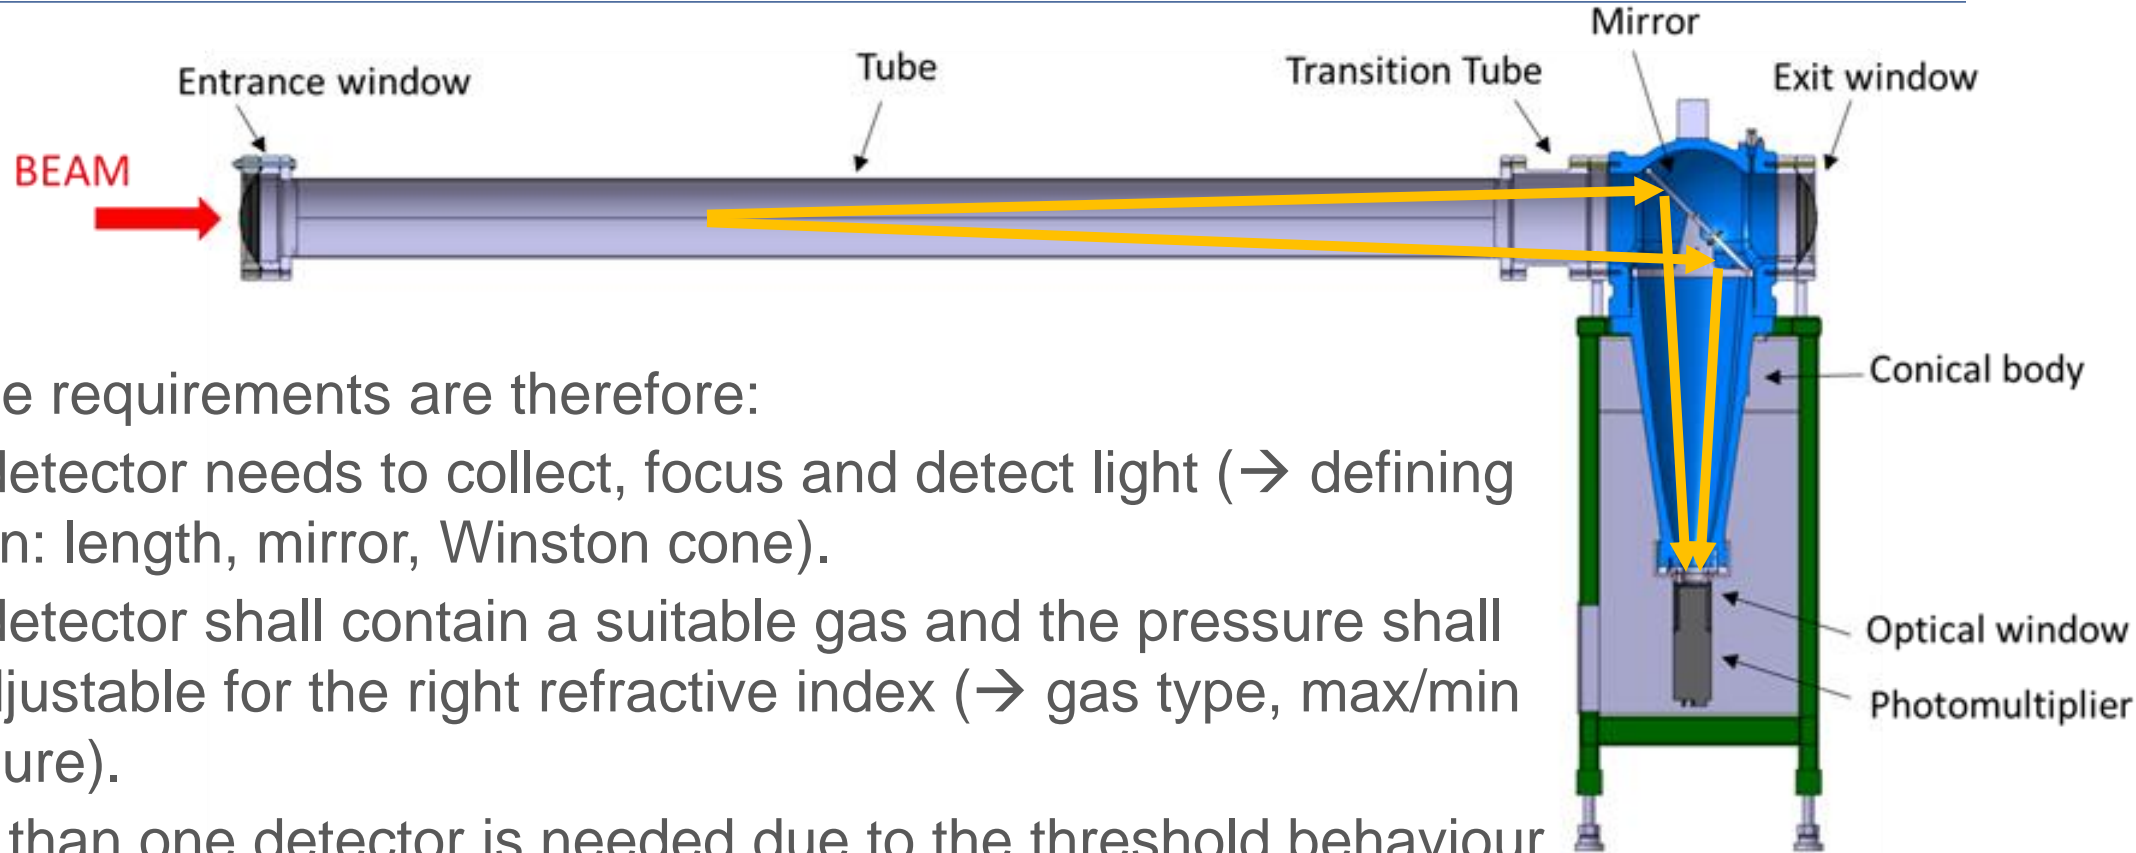 Mirror
Entrance window
Tube
Transition Tube
Exit window
BEAM
Conical body
e requirements are therefore:
detector needs to collect, focus and detect light (→ defining
n: length, mirror, Winston cone).
detector shall contain a suitable gas and the pressure shall
djustable for the right refractive index (→ gas type, max/min
ure).
than one detector is needed due to the threshold behaviour
Optical window
Photomultiplier